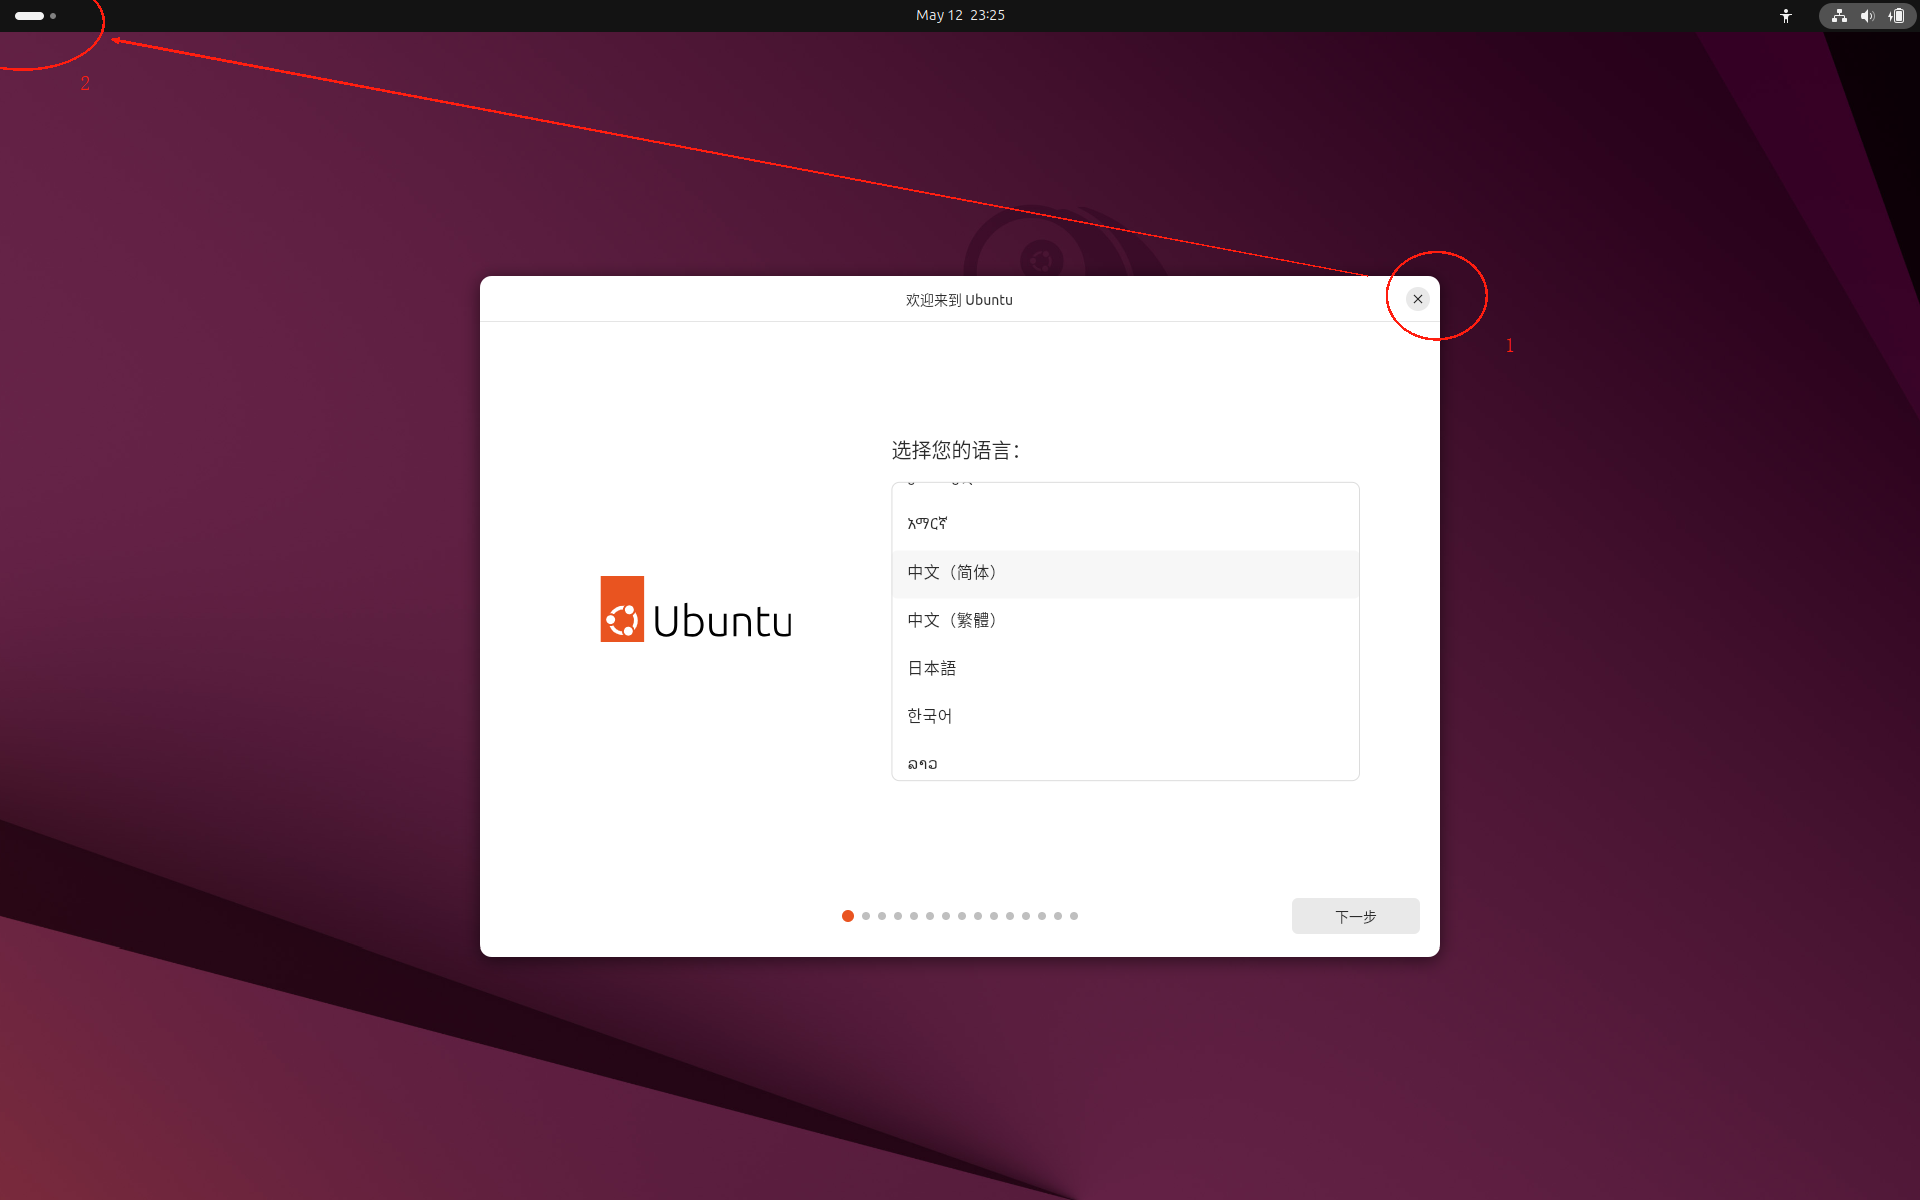 May 12 23:25
2
欢迎来到 Ubuntu
1
选择您的语言：
አማርኛ
中文（简体）
中文（繁體）
日本語
한국어
ລາວ
Ubuntu
下一步